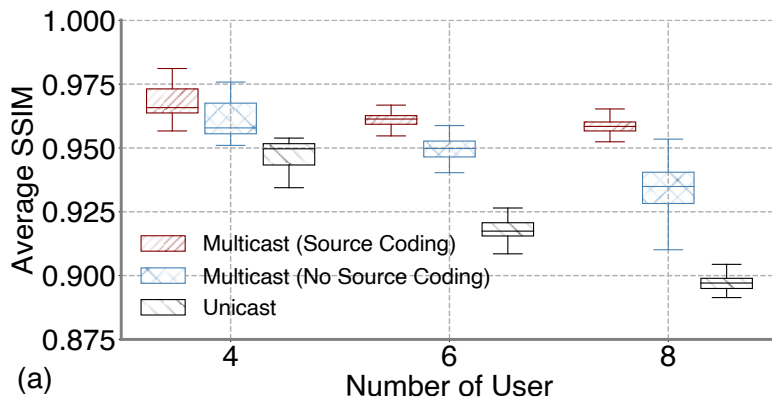 Average SSIM
1.000
0.975
0.950
0.925
0.900
0.875
Multicast (Source Coding)
Multicast (No Source Coding)
Unicast
4 6 8
(a)
Number of User